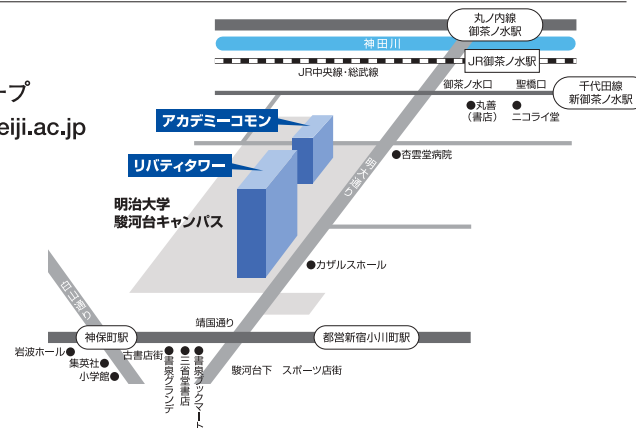 丸ノ内線
御茶ノ水駅
神田川
JR御茶ノ水駅
JR中央線・総武線
御茶ノ水口
聖橋口
千代田線
新御茶ノ水駅
ープ
eiji.ac.jp
●丸善
（書店）
●
ニコライ堂
アカデミーコモン
リバティタワー
●杏雲堂病院
明大通り
明治大学
駿河台キャンパス
●カザルスホール
白山通り
靖国通り
神保町駅
都営新宿小川町駅
岩波ホール●
集英社●
小学館●
古書店街
●書泉グランデ
●三省堂書店
●書泉ブックマート
駿河台下
スポーツ店街